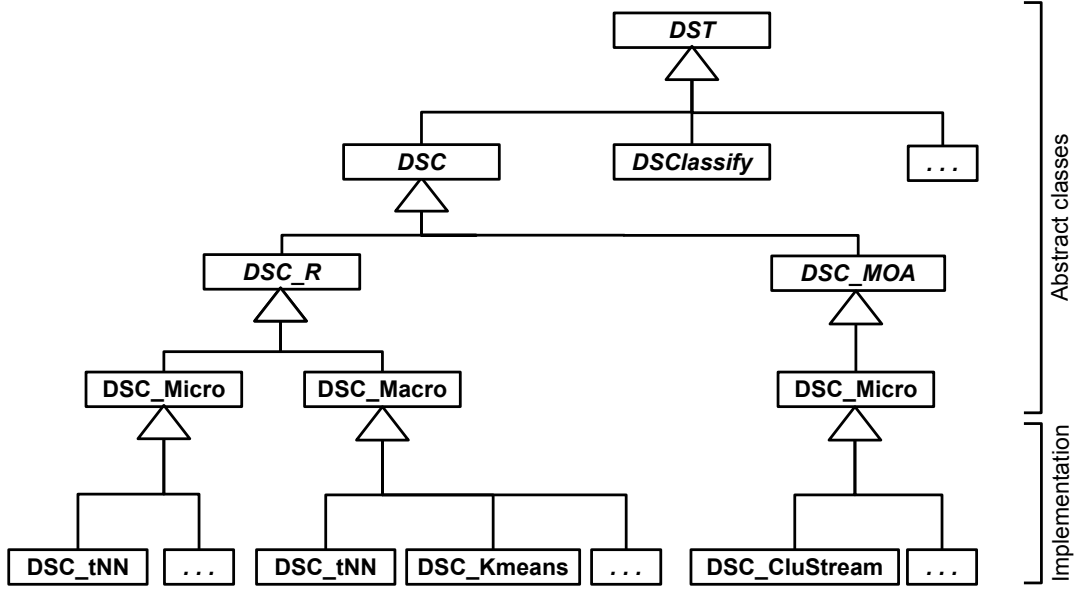 DST
DSC
DSClassify
. . .
DSC_R
DSC_MOA
DSC_Micro
DSC_Macro
DSC_Micro
DSC_tNN
. . .
DSC_tNN
DSC_Kmeans
. . .
DSC_CluStream
. . .
Abstract classes
Implementation